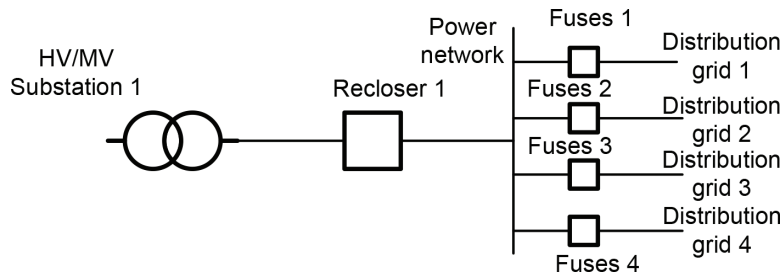 HV/MV
Substation 1
Recloser 1
Power
network
Fuses 1
Distribution
grid 1
Fuses 2
Distribution
grid 2
Fuses 3
Distribution
grid 3
Distribution
grid 4
Fuses 4